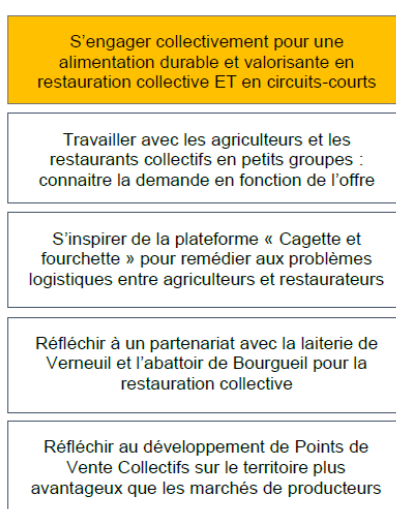 S’engager collectivement pour une
alimentation durable et valorisante en
restauration collective ET en circuits-courts
Travailler avec les agriculteurs et les
restaurants collectifs en petits groupes :
connaitre la demande en fonction de l’offre
S’inspirer de la plateforme « Cagette et
fourchette » pour remédier aux problèmes
logistiques entre agriculteurs et restaurateurs
Réfléchir à un partenariat avec la laiterie de
Verneuil et l’abattoir de Bourgueil pour la
restauration collective
Réfléchir au développement de Points de
Vente Collectifs sur le territoire plus
avantageux que les marchés de producteurs